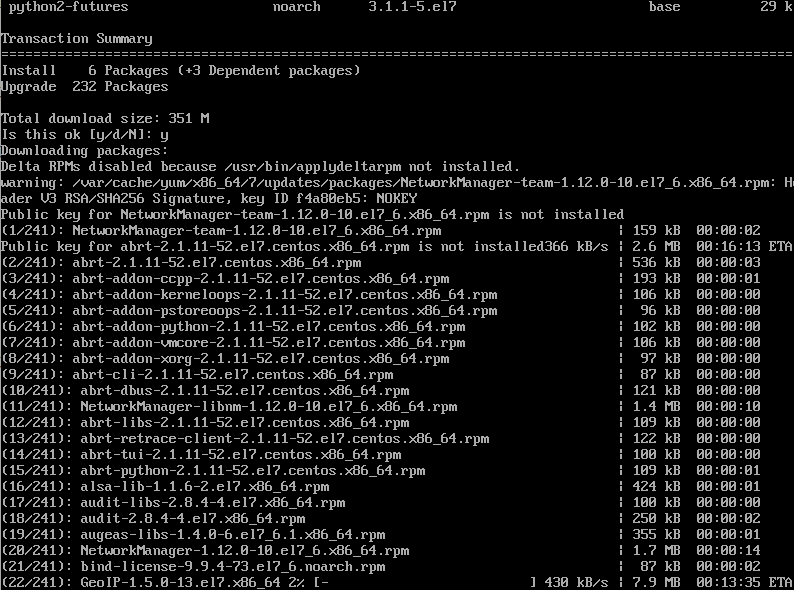 python2-futures noarch 3.1.1-5.el7 base 29 k
Transaction Summary
================================================================================
Install 6 Packages (+3 Dependent packages)
Upgrade 232 Packages
Total download size: 351 M
Is this ok [y/d/N]: y
Downloading packages:
Delta RPMs disabled because /usr/bin/applydeltarpm not installed.
warning: /var/cache/yum/x86_64/7/updates/packages/NetworkManager-team-1.12.0-10.el7_6.x86_64.rpm: He
ader V3 RSA/SHA256 Signature, key ID f4a80eb5: NOKEY
Public key for NetworkManager-team-1.12.0-10.el7_6.x86_64.rpm is not installed
(1/241): NetworkManager-team-1.12.0-10.el7_6.x86_64.rpm | 159 kB 00:00:02
Public key for abrt-2.1.11-52.el7.centos.x86_64.rpm is not installed366 kB/s | 2.6 MB 00:16:13 ETA
(2/241): abrt-2.1.11-52.el7.centos.x86_64.rpm | 536 kB 00:00:03
(3/241): abrt-addon-ccpp-2.1.11-52.el7.centos.x86_64.rpm | 193 kB 00:00:01
(4/241): abrt-addon-kerneloops-2.1.11-52.el7.centos.x86_64.rpm | 106 kB 00:00:00
(5/241): abrt-addon-pstoreoops-2.1.11-52.el7.centos.x86_64.rpm | 96 kB 00:00:00
(6/241): abrt-addon-python-2.1.11-52.el7.centos.x86_64.rpm | 102 kB 00:00:00
(7/241): abrt-addon-vmcore-2.1.11-52.el7.centos.x86_64.rpm | 106 kB 00:00:00
(8/241): abrt-addon-xorg-2.1.11-52.el7.centos.x86_64.rpm | 97 kB 00:00:00
(9/241): abrt-cli-2.1.11-52.el7.centos.x86_64.rpm | 87 kB 00:00:00
(10/241): abrt-dbus-2.1.11-52.el7.centos.x86_64.rpm | 121 kB 00:00:00
(11/241): NetworkManager-libnm-1.12.0-10.el7_6.x86_64.rpm | 1.4 MB 00:00:10
(12/241): abrt-libs-2.1.11-52.el7.centos.x86_64.rpm | 109 kB 00:00:00
(13/241): abrt-retrace-client-2.1.11-52.el7.centos.x86_64.rpm | 122 kB 00:00:00
(14/241): abrt-tui-2.1.11-52.el7.centos.x86_64.rpm | 100 kB 00:00:00
(15/241): abrt-python-2.1.11-52.el7.centos.x86_64.rpm | 109 kB 00:00:01
(16/241): alsa-lib-1.1.6-2.el7.x86_64.rpm | 424 kB 00:00:01
(17/241): audit-libs-2.8.4-4.el7.x86_64.rpm | 100 kB 00:00:00
(18/241): audit-2.8.4-4.el7.x86_64.rpm | 250 kB 00:00:02
(19/241): augeas-libs-1.4.0-6.el7_6.1.x86_64.rpm | 355 kB 00:00:01
(20/241): NetworkManager-1.12.0-10.el7_6.x86_64.rpm | 1.7 MB 00:00:14
(21/241): bind-license-9.9.4-73.el7_6.noarch.rpm | 87 kB 00:00:02
(22/241): GeoIP-1.5.0-13.el7.x86_64 2% [- ] 430 kB/s | 7.9 MB 00:13:35 ETA